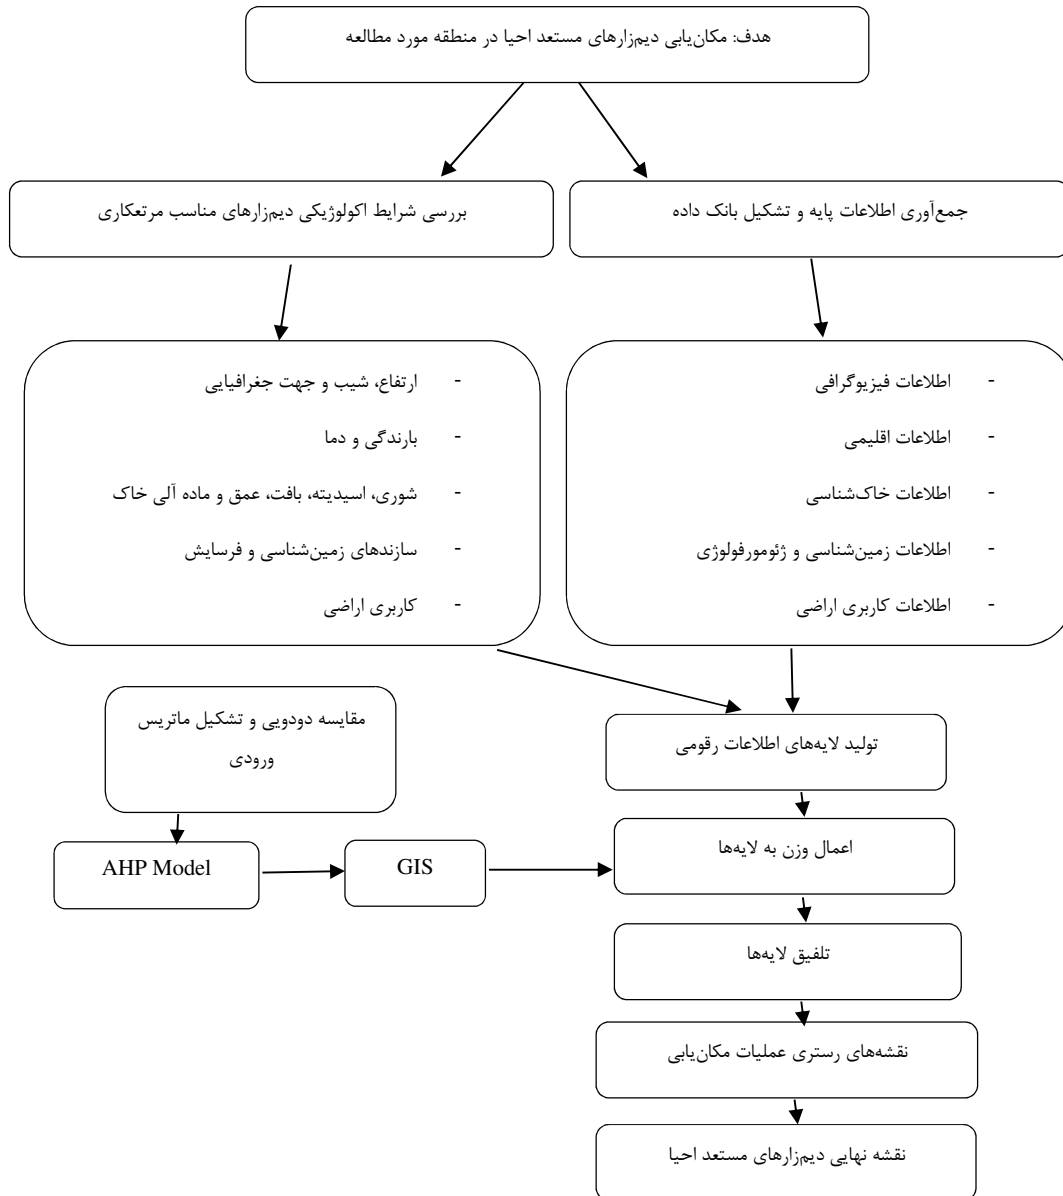 هدف: مکان‌یابی دیم‌زارهای مستعد احیا در منطقه مورد مطالعه
جمع‌آوری اطلاعات پایه و تشکیل بانک داده
بررسی شرایط اکولوژیکی دیم‌زارهای مناسب مرتعکاری
- اطلاعات فیزیوگرافی
- اطلاعات اقلیمی
- اطلاعات خاک‌شناسی
- اطلاعات زمین‌شناسی و ژئومورفولوژی
- اطلاعات کاربری اراضی
- ارتفاع، شیب و جهت جغرافیایی
- بارندگی و دما
- شوری، اسیدیته، بافت، عمق و ماده آلی خاک
- سازندهای زمین‌شناسی و فرسایش
- کاربری اراضی
تولید لایه‌های اطلاعات رقومی
مقایسه دودویی و تشکیل ماتریس
ورودی
AHP Model
GIS
اعمال وزن به لایه‌ها
تلفیق لایه‌ها
نقشه‌های رستری عملیات مکان‌یابی
نقشه نهایی دیم‌زارهای مستعد احیا